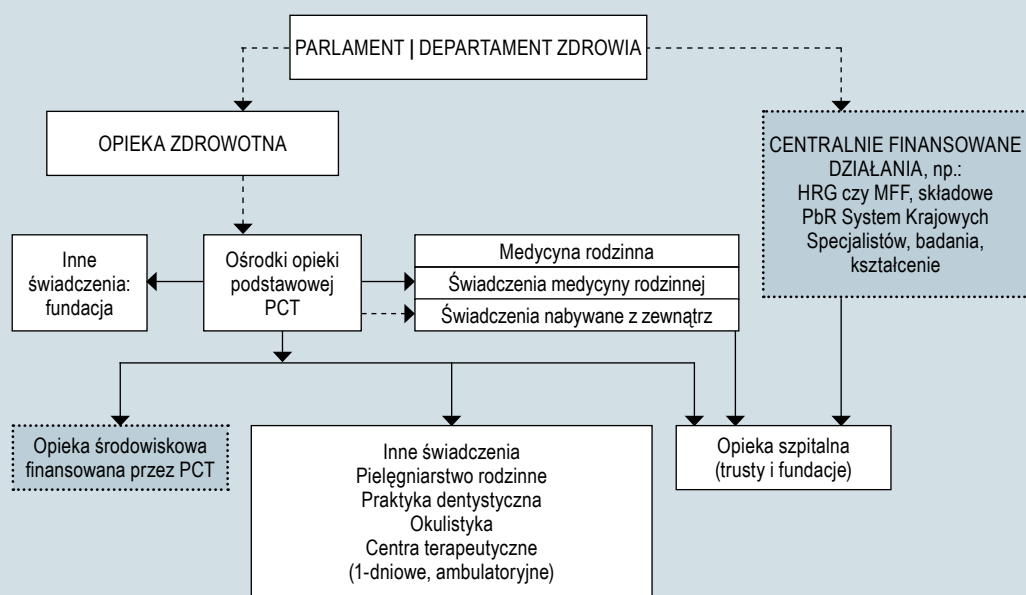 PARLAMENT | DEPARTAMENT ZDROWIA
OPIEKA ZDROWOTNA
CENTRALNIE FINANSOWANE
DZIAŁANIA, np.:
HRG czy MFF, składowe
PbR System Krajowych
Specjalistów, badania,
kształcenie
Inne
świadczenia:
fundacja
Ośrodki opieki
podstawowej
PCT
Medycyna rodzinna
Świadczenia medycyny rodzinnej
Świadczenia nabywane z zewnątrz
Opieka środowiskowa
finansowana przez PCT
Inne świadczenia
Pielęgniarstwo rodzinne
Praktyka dentystyczna
Okulistyka
Centra terapeutyczne
(1-dniowe, ambulatoryjne)
Opieka szpitalna
(trusty i fundacje)